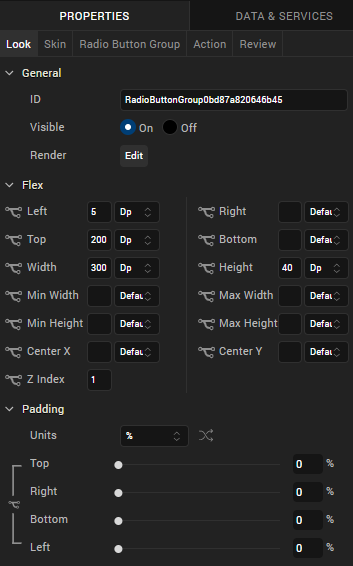 PROPERTIES DATA & SERVICES
Look Skin Radio Button Group Action Review
General
ID RadioButtonGroup0bd87a820646b45
Visible On Off
Render Edit
Flex
Left 5 Dp Right Defau
Top 200 Dp Bottom Defau
Width 300 Dp Height 40 Dp
Min Width Defau Max Width Defau
Min Height Defau Max Height Defau
Center X Defau Center Y Defau
Z Index 1
Padding
Units %
Top 0 %
Right 0 %
Bottom 0 %
Left 0 %